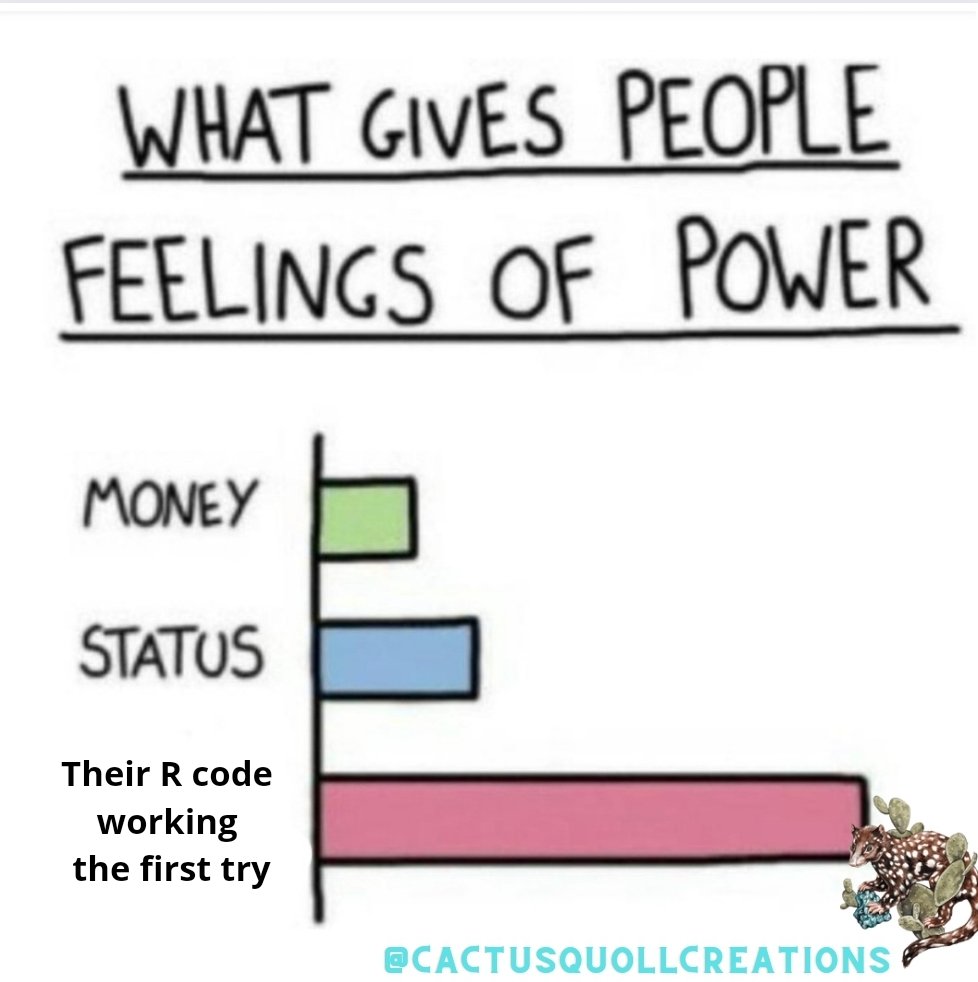 WHAT GIVES PEOPLE
FEELINGS OF POWER
MONEY
STATUS
Their R code
working
the first try
@CACTUSQUOLLCREATIONS